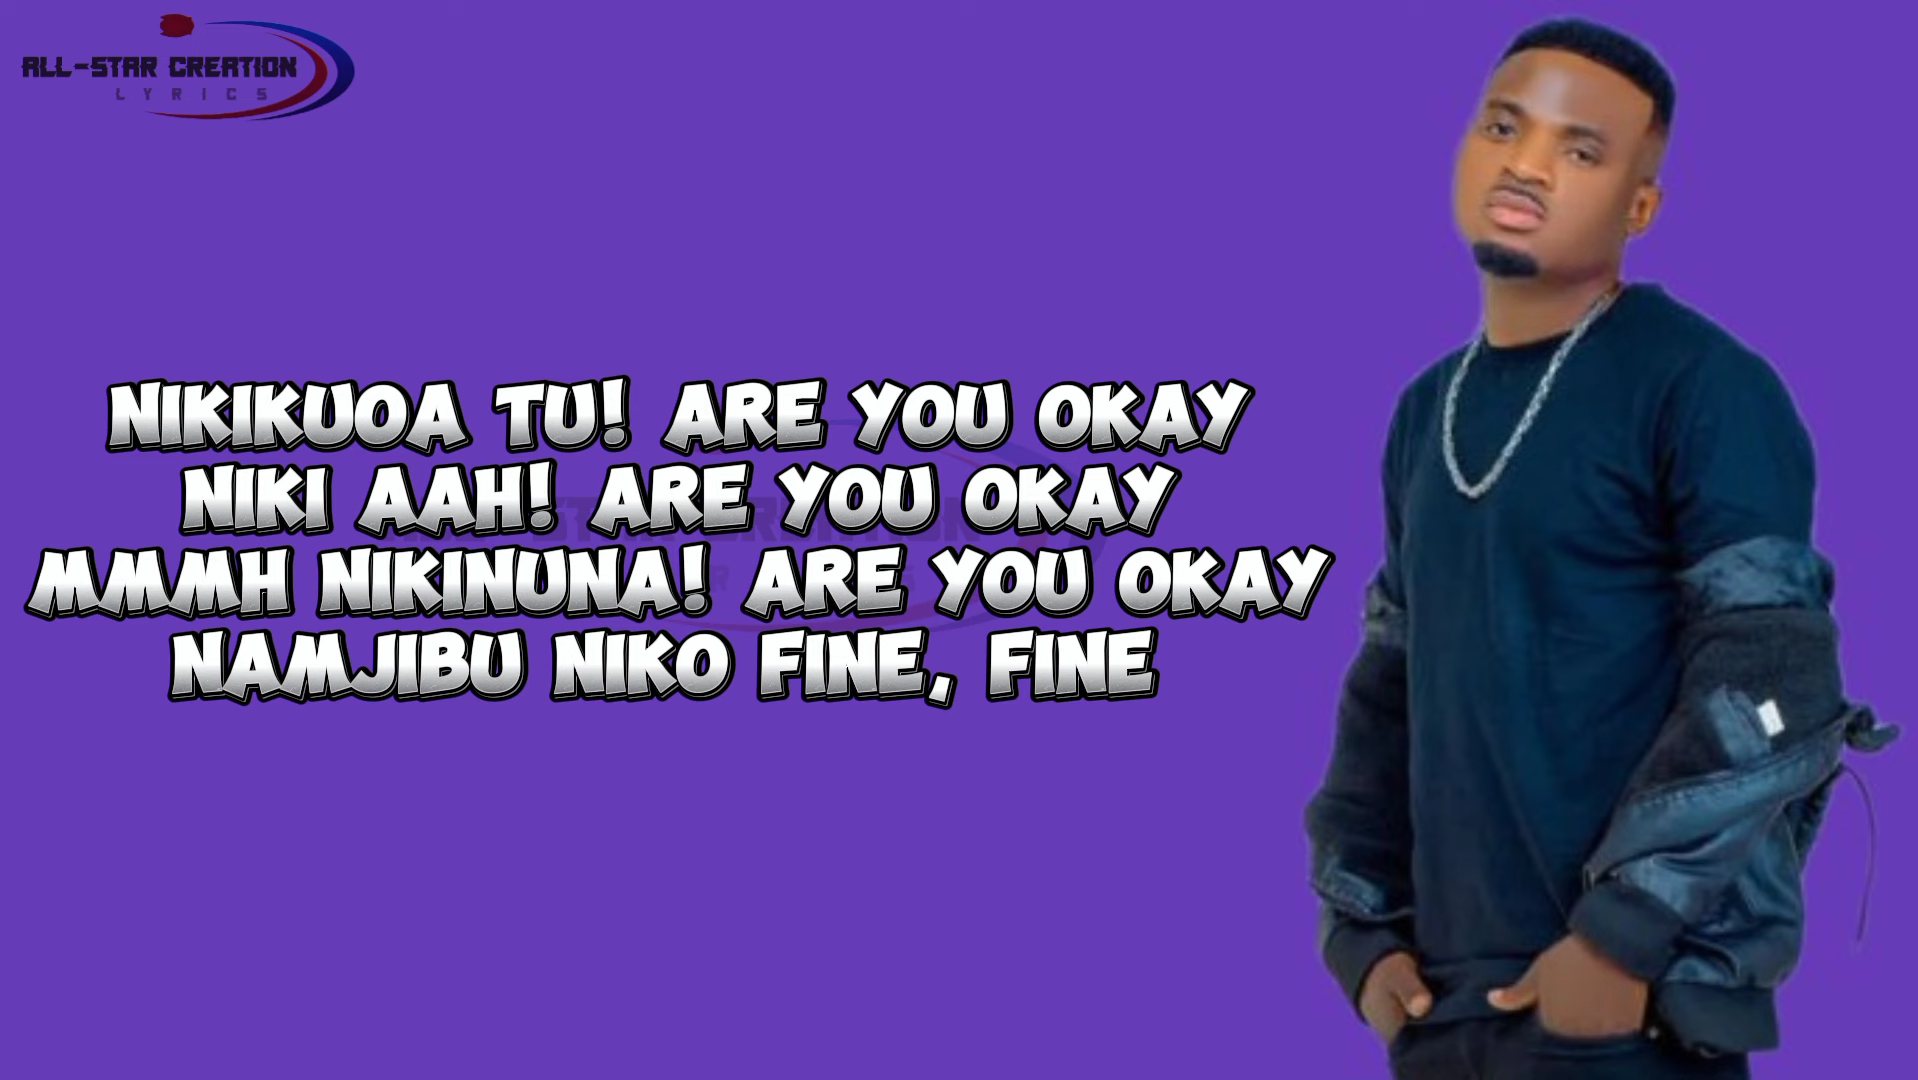 ALL-STAR CREATION
LYRICS
NIKIKUOA TU! ARE YOU OKAY
NIKI AAH! ARE YOU OKAY
MMMH NIKINUNA! ARE YOU OKAY
NAMJIBU NIKO FINE, FINE